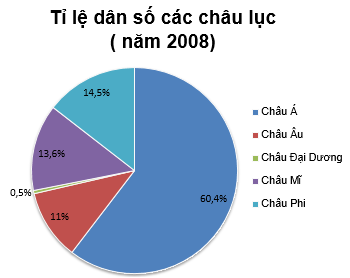 Tỉ lệ dân số các châu lục
( năm 2008)
14,5%
13,6%
0,5%
11%
60,4%
Châu Á
Châu Âu
Châu Đại Dương
Châu Mĩ
Châu Phi